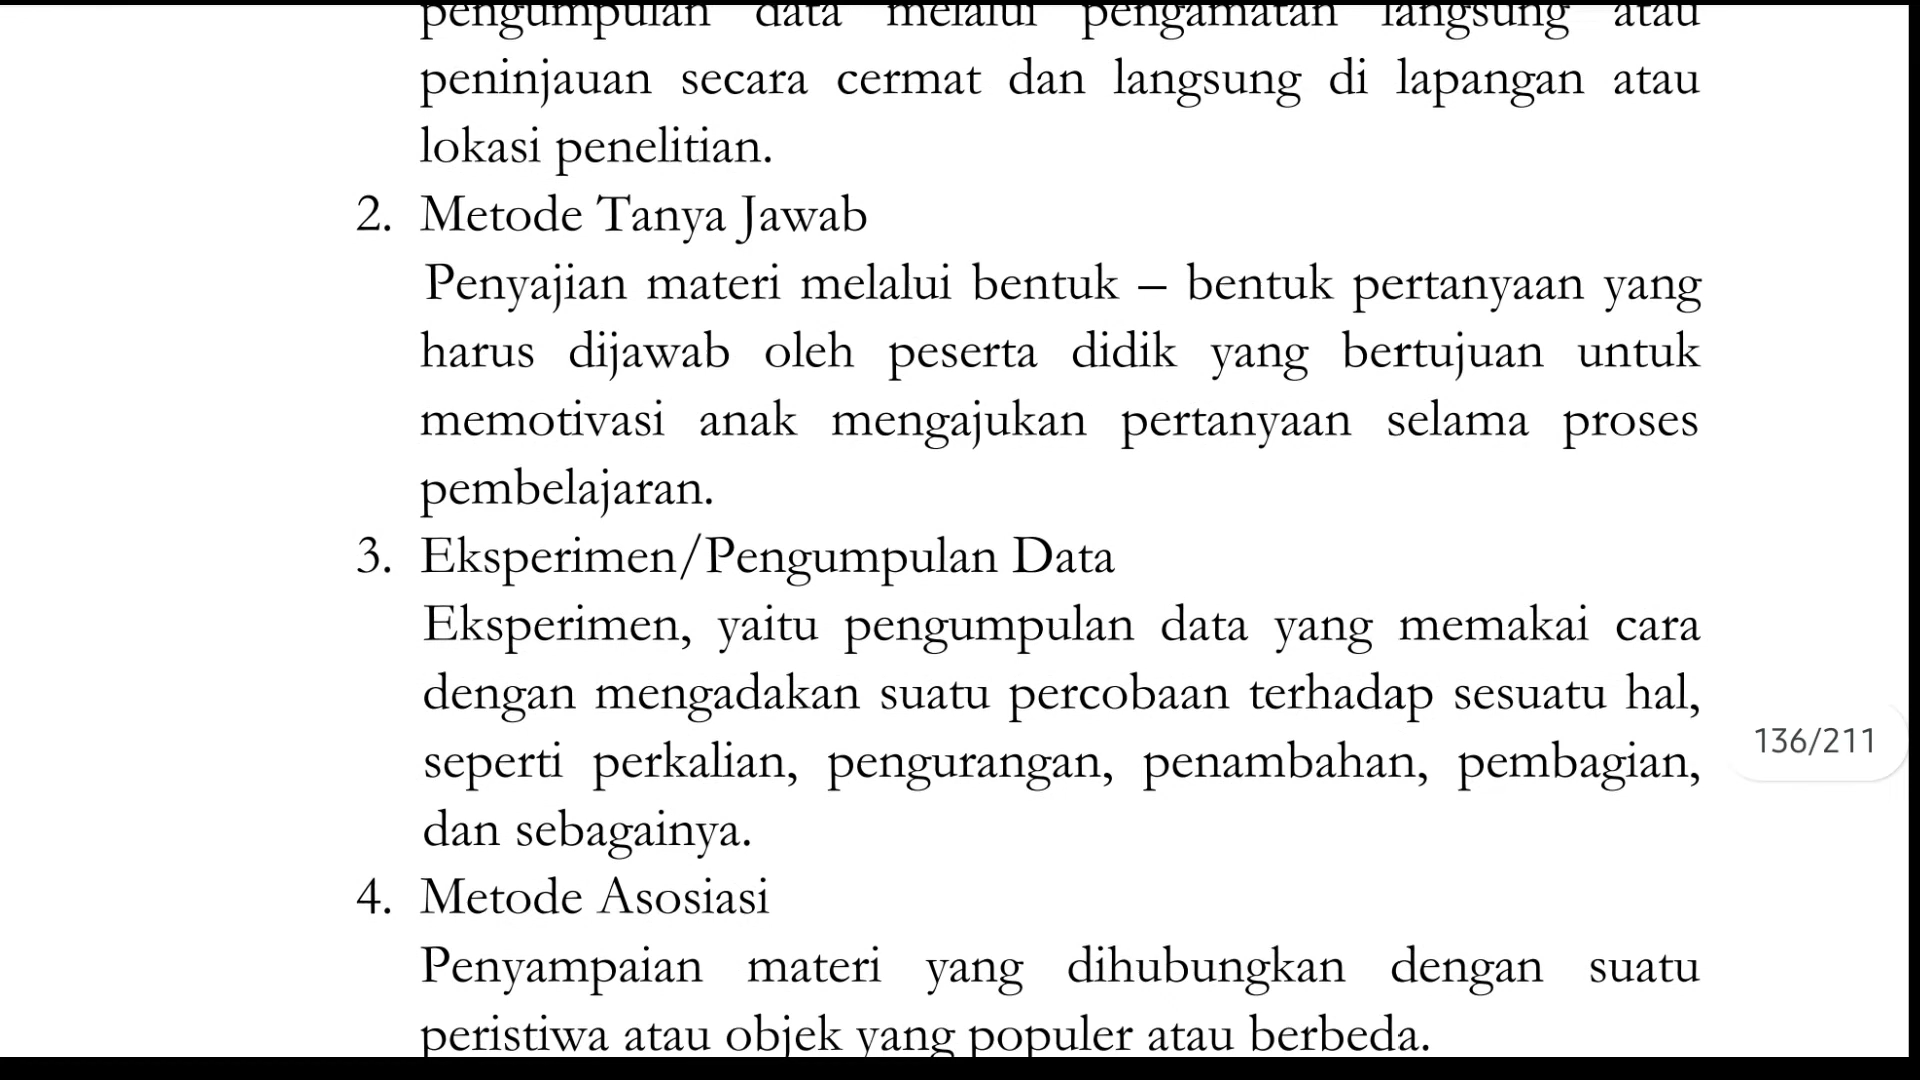 pengumpulan data melalui pengamatan langsung atau
peninjauan secara cermat dan langsung di lapangan atau
lokasi penelitian.
2. Metode Tanya Jawab
Penyajian materi melalui bentuk – bentuk pertanyaan yang
harus dijawab oleh peserta didik yang bertujuan untuk
memotivasi anak mengajukan pertanyaan selama proses
pembelajaran.
3. Eksperimen/Pengumpulan Data
Eksperimen, yaitu pengumpulan data yang memakai cara
dengan mengadakan suatu percobaan terhadap sesuatu hal,
seperti perkalian, pengurangan, penambahan, pembagian,
dan sebagainya.
136/211
4. Metode Asosiasi
Penyampaian materi yang dihubungkan dengan suatu
peristiwa atau objek yang populer atau berbeda.